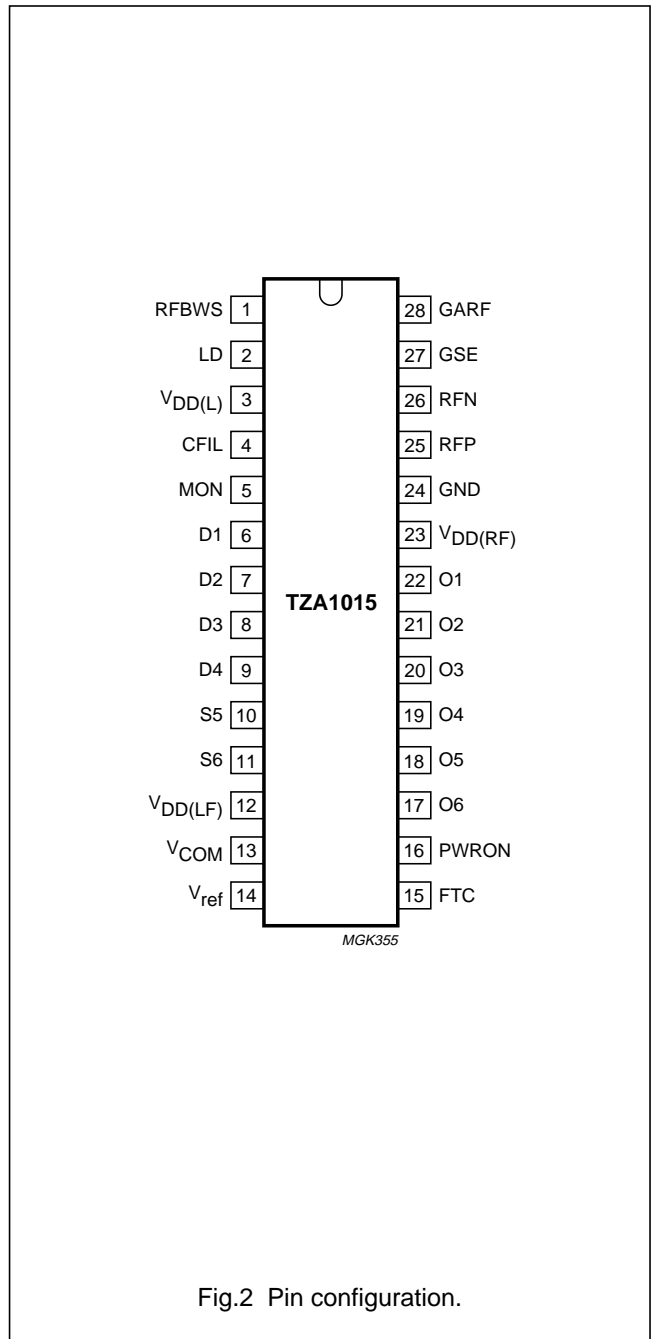 RFBWS 1 28 GARF
LD 2 27 GSE
VDD(L) 3 26 RFN
CFIL 4 25 RFP
MON 5 24 GND
D1 6 23 VDD(RF)
D2 7 22 O1
TZA1015
D3 8 21 O2
D4 9 20 O3
S5 10 19 O4
S6 11 18 O5
VDD(LF) 12 17 O6
VCOM 13 16 PWRON
Vref 14 15 FTC
MGK355
Fig.2 Pin configuration.